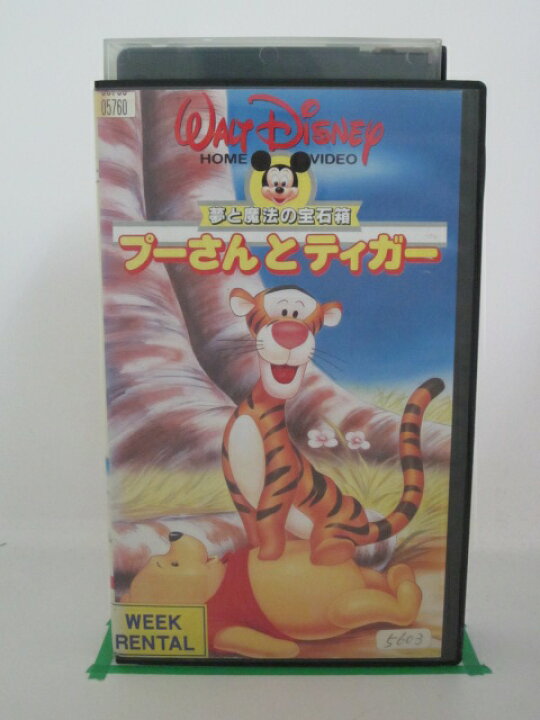 05760
WALT DISNEY
HOME VIDEO
夢と魔法の宝石箱
プーさんとティガー
WEEK
RENTAL
5603